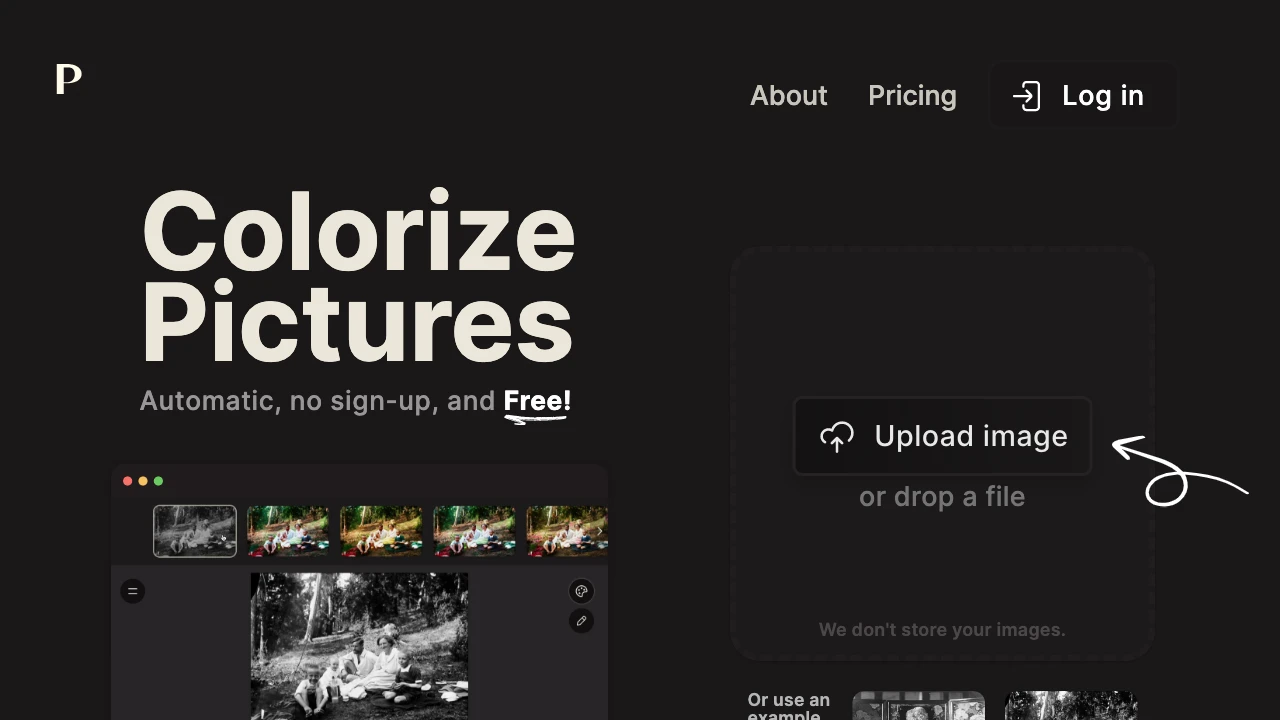 P
About
Pricing
Log in
Colorize
Pictures
Automatic, no sign-up, and Free!
Upload image
or drop a file
We don't store your images.
Or use an
example